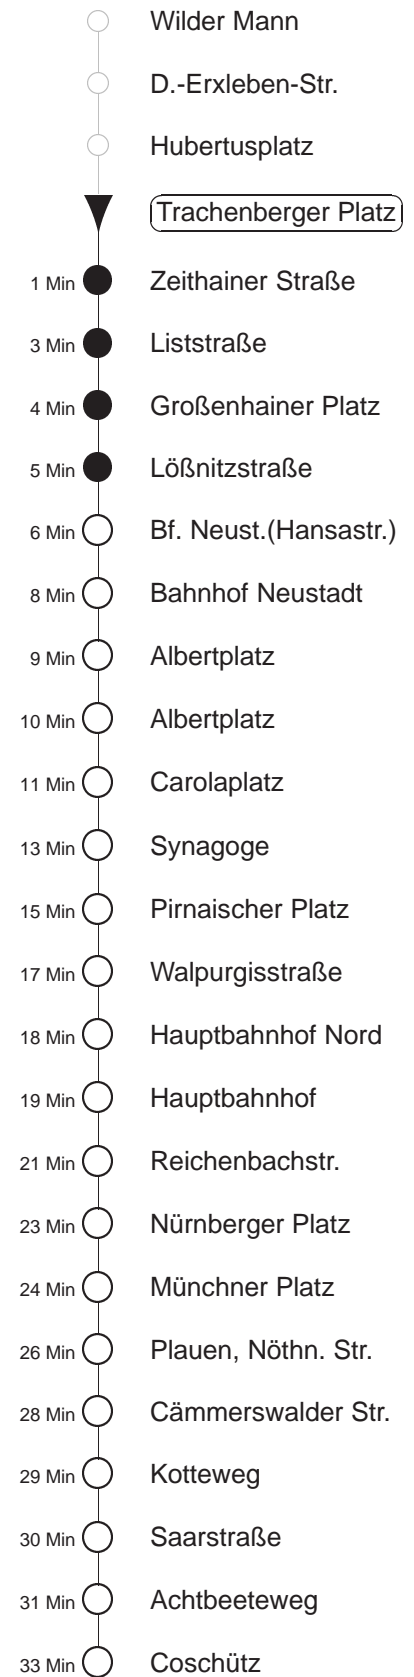 Wilder Mann
D.-Erxleben-Str.
Hubertusplatz
Trachenberger Platz
1 Min Zeithainer Straße
3 Min Liststraße
4 Min Großenhainer Platz
5 Min Lößnitzstraße
6 Min Bf. Neust.(Hansastr.)
8 Min Bahnhof Neustadt
9 Min Albertplatz
10 Min Albertplatz
11 Min Carolaplatz
13 Min Synagoge
15 Min Pirnaischer Platz
17 Min Walpurgisstraße
18 Min Hauptbahnhof Nord
19 Min Hauptbahnhof
21 Min Reichenbachstr.
23 Min Nürnberger Platz
24 Min Münchner Platz
26 Min Plauen, Nöthn. Str.
28 Min Cämmerswalder Str.
29 Min Kotteweg
30 Min Saarstraße
31 Min Achtbeeteweg
33 Min Coschütz